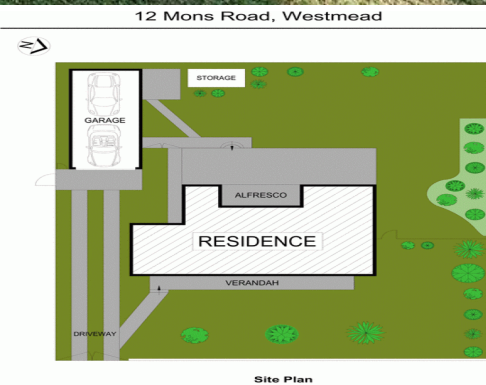 12 Mons Road, Westmead
N
STORAGE
GARAGE
ALFRESCO
RESIDENCE
VERANDAH
DRIVEWAY
Site Plan